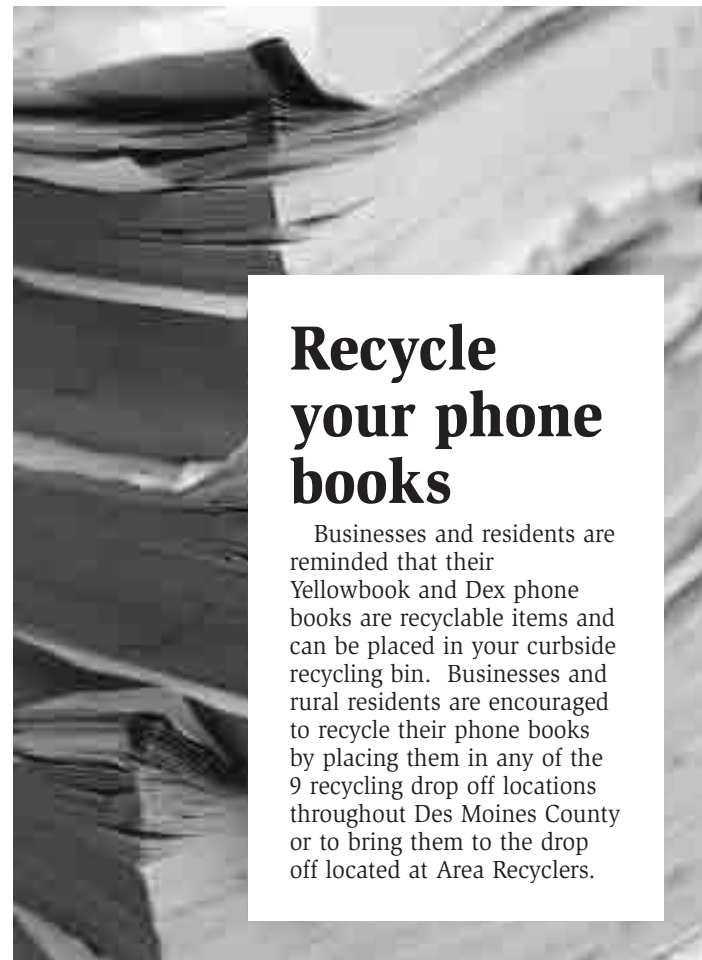 Recycle
your phone
books
Businesses and residents are
reminded that their
Yellowbook and Dex phone
books are recyclable items and
can be placed in your curbside
recycling bin.  Businesses and
rural residents are encouraged
to recycle their phone books
by placing them in any of the
9 recycling drop off locations
throughout Des Moines County
or to bring them to the drop
off located at Area Recyclers.